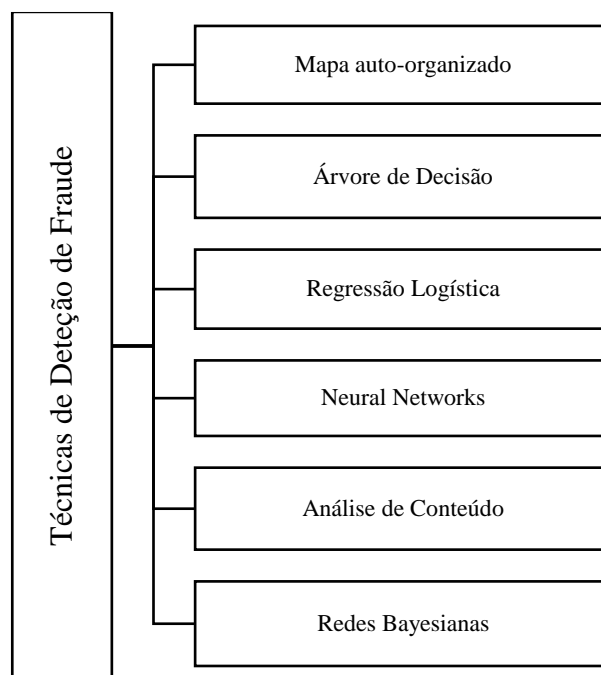 Técnicas de Deteção de Fraude
Mapa auto-organizado
Árvore de Decisão
Regressão Logística
Neural Networks
Análise de Conteúdo
Redes Bayesianas